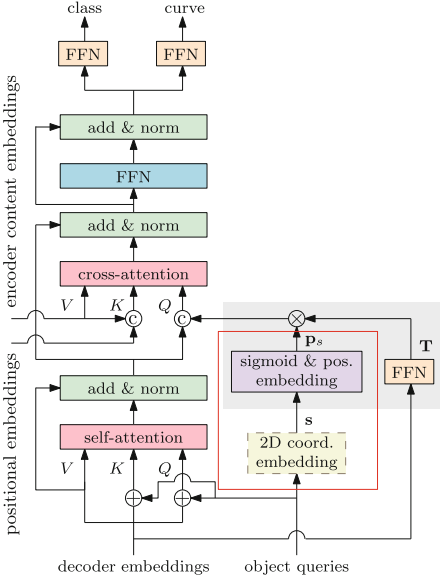 class
curve
FFN
FFN
add & norm
FFN
add & norm
cross-attention
V
K
Q
c
c
encoder content embeddings
p_s
T
sigmoid & pos.
embedding
FFN
add & norm
s
self-attention
2D coord.
embedding
V
K
Q
positional embeddings
decoder embeddings
object queries